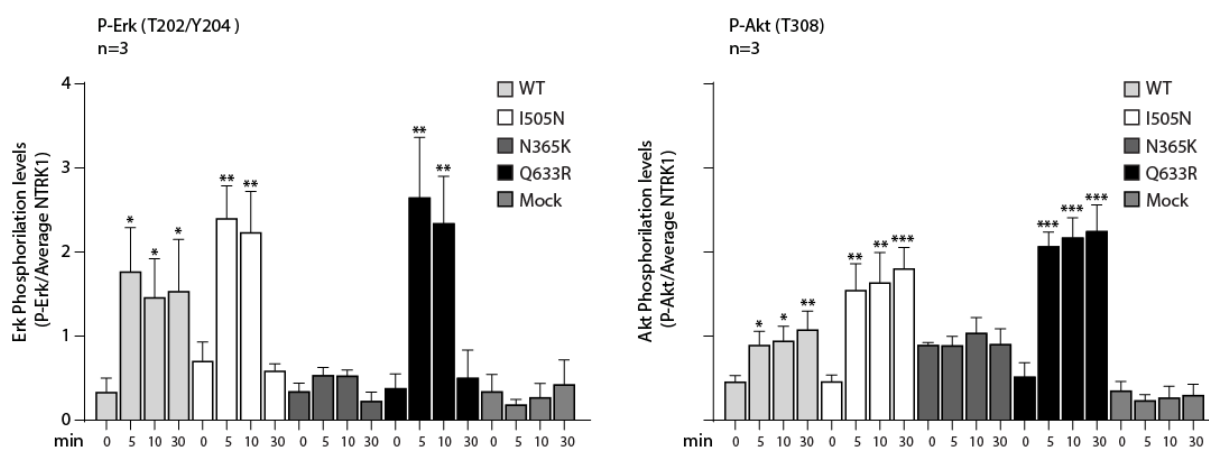 P-Erk (T202/Y204 )
n=3
Erk Phosphorilation levels
(P-Erk/Average NTRK1)
4
3
2
1
0
* * * ** ** ** **
WT
I505N
N365K
Q633R
Mock
min 0 5 10 30 0 5 10 30 0 5 10 30 0 5 10 30 0 5 10 30
P-Akt (T308)
n=3
Akt Phosphorilation levels
(P-Akt/Average NTRK1)
* * ** ** ** *** *** *** ***
WT
I505N
N365K
Q633R
Mock
min 0 5 10 30 0 5 10 30 0 5 10 30 0 5 10 30 0 5 10 30